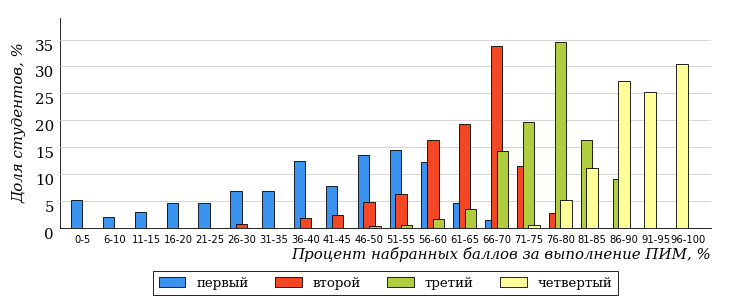 Доля студентов, %
35
30
25
20
15
10
5
0
0-5 6-10 11-15 16-20 21-25 26-30 31-35 36-40 41-45 46-50 51-55 56-60 61-65 66-70 71-75 76-80 81-85 86-90 91-95 96-100
Процент набранных баллов за выполнение ПИМ, %
первый второй третий четвертый